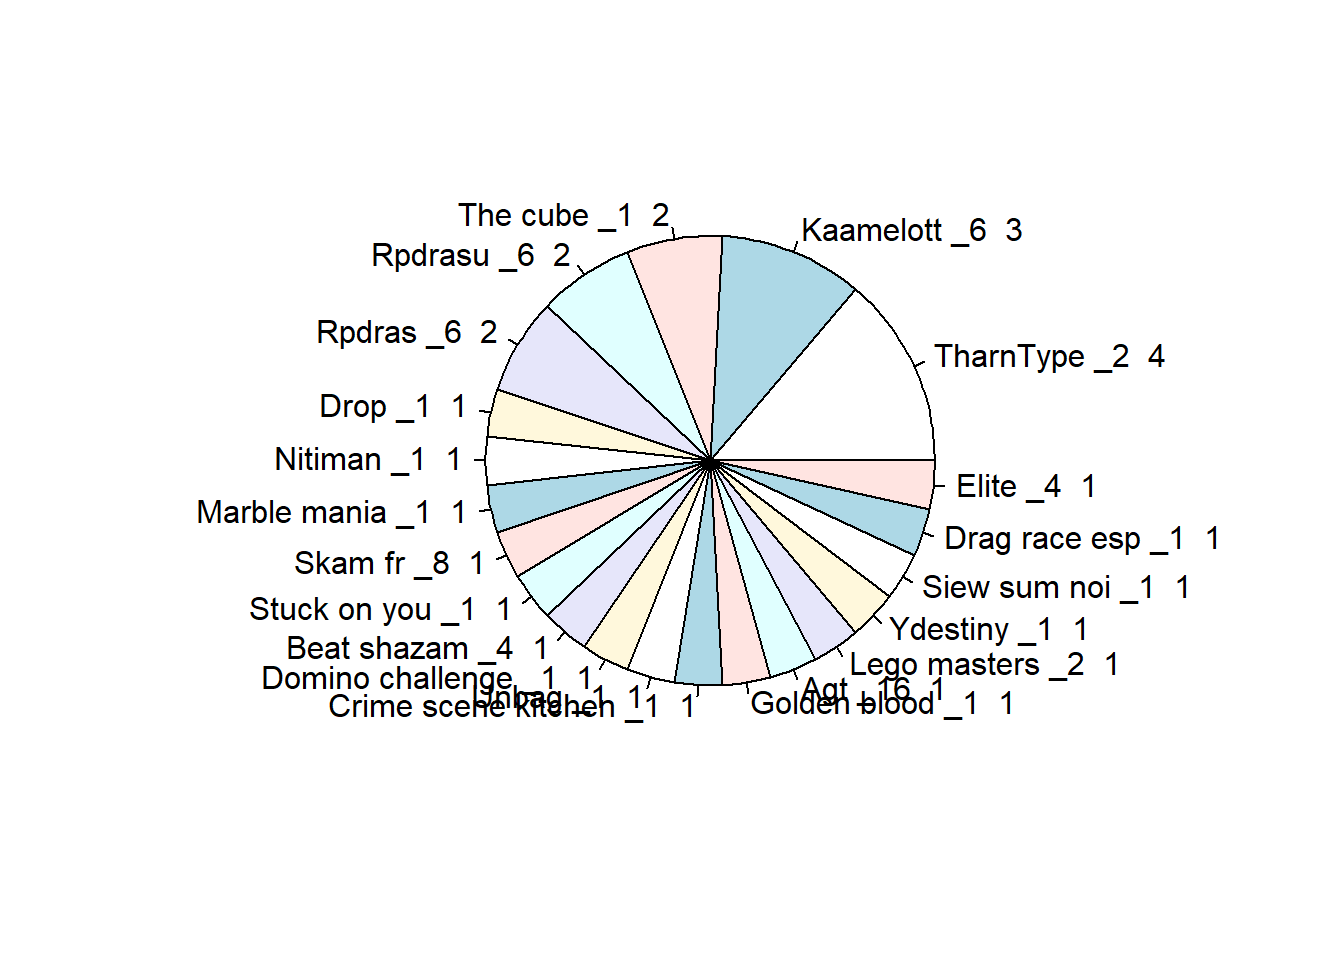 The cube _1  2
Kaamelott _6  3
Rpdrasu _6  2
Rpdras _6  2
TharnType _2  4
Drop _1  1
Nitiman _1  1
Elite _4  1
Marble mania _1  1
Drag race esp _1  1
Skam fr _8  1
Siew sum noi _1  1
Stuck on you _1  1
Ydestiny _1  1
Beat shazam _4  1
Lego masters _2  1
Domino challenge _1  1
Agt _16  1
Unbag _1  1
Golden blood _1  1
Crime scene kitchen _1  1